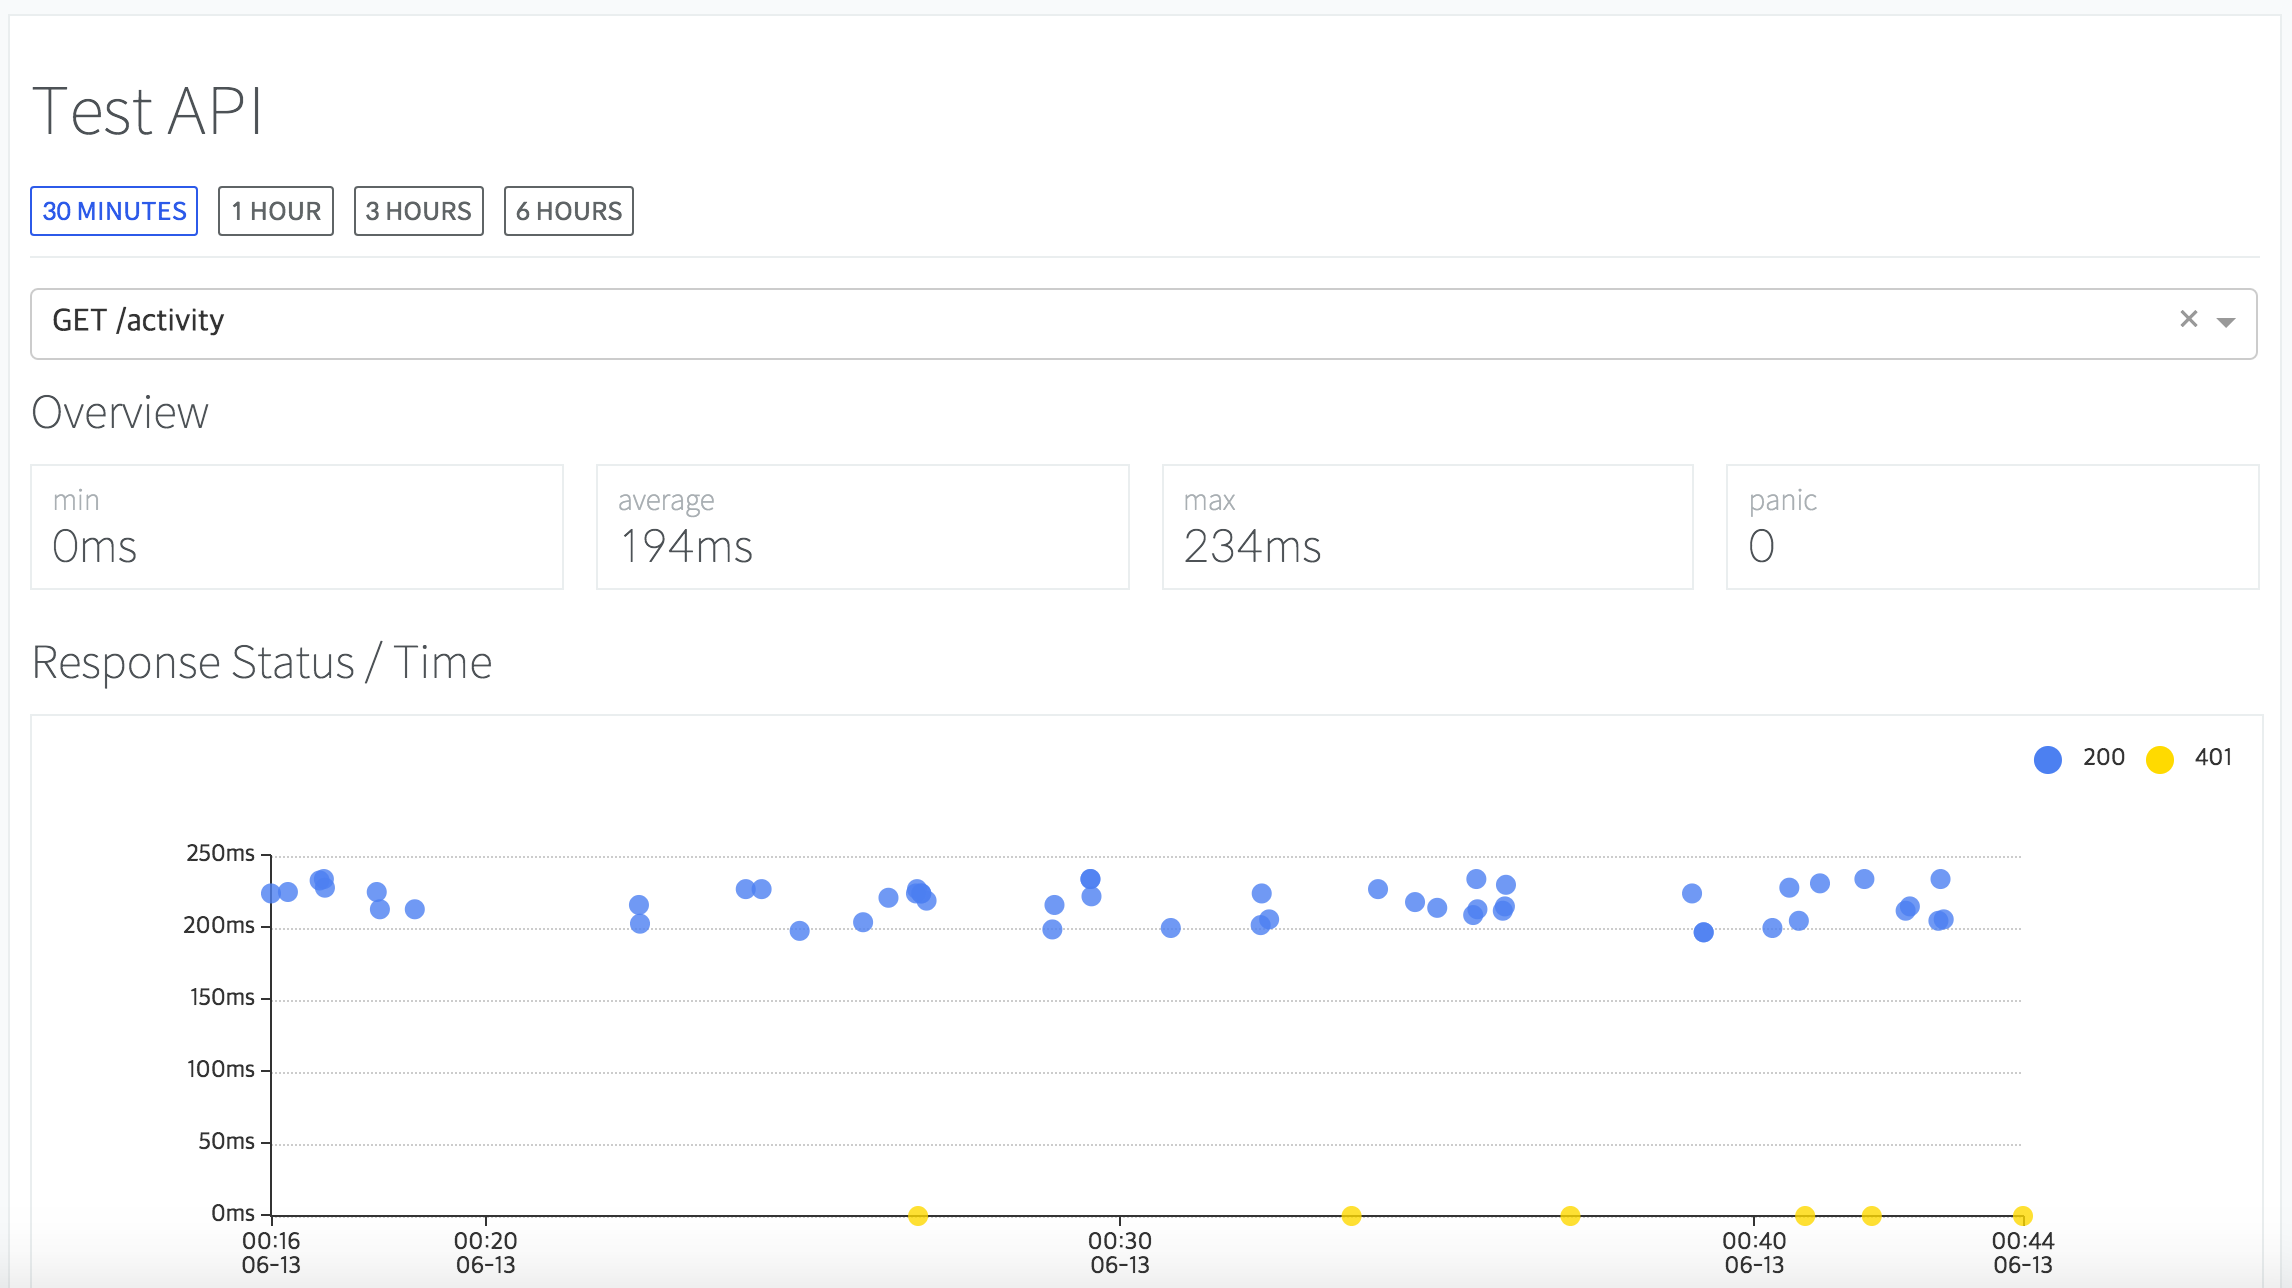 Test API
30 MINUTES 1 HOUR 3 HOURS 6 HOURS
GET /activity
Overview
min average max panic
0ms 194ms 234ms 0
Response Status / Time
200 401
250ms
200ms
150ms
100ms
50ms
0ms
00:16 00:20 00:30 00:40 00:44
06-13 06-13 06-13 06-13 06-13